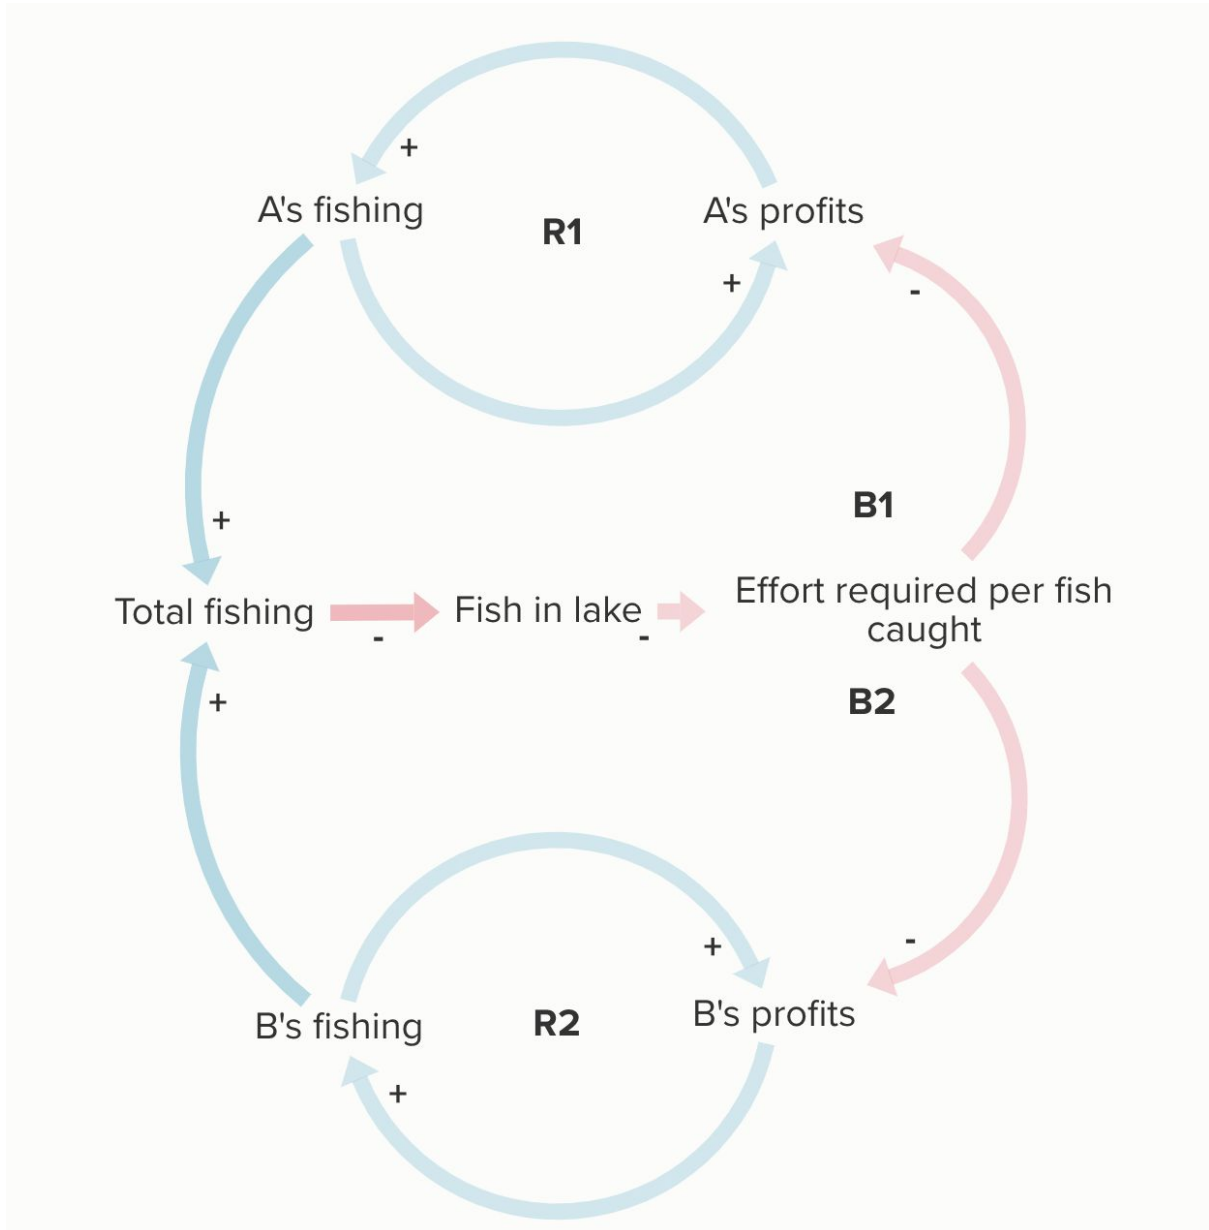 +
A's fishing
R1
A's profits
+
-
+
B1
Total fishing
-
Fish in lake
-
Effort required per fish
caught
+
B2
+
-
B's fishing
R2
B's profits
+